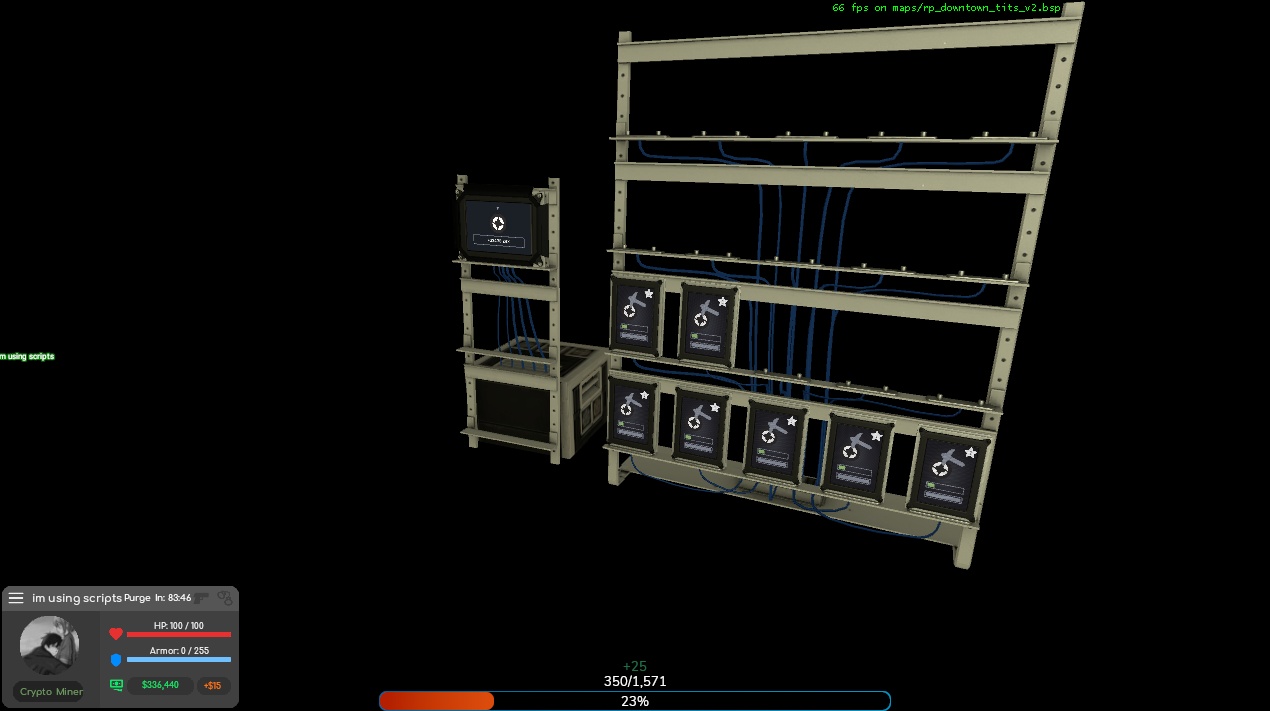 66 fps on maps/rp_downtown_tits_v2.bsp
m using scripts
im using scripts Purge In: 83:46
HP: 100 / 100
Armor: 0 / 255
Crypto Miner
$336,440
+$15
+25
350/1,571
23%